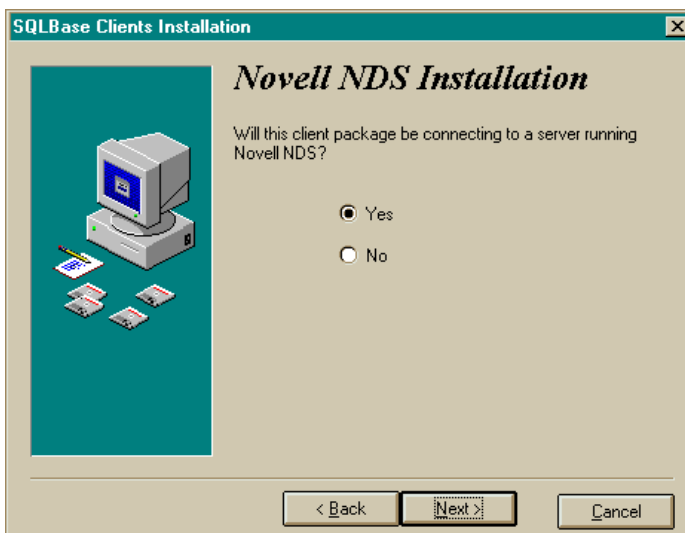 SQLBase Clients Installation
Novell NDS Installation
Will this client package be connecting to a server running
Novell NDS?
Yes
No
< Back
Next >
Cancel